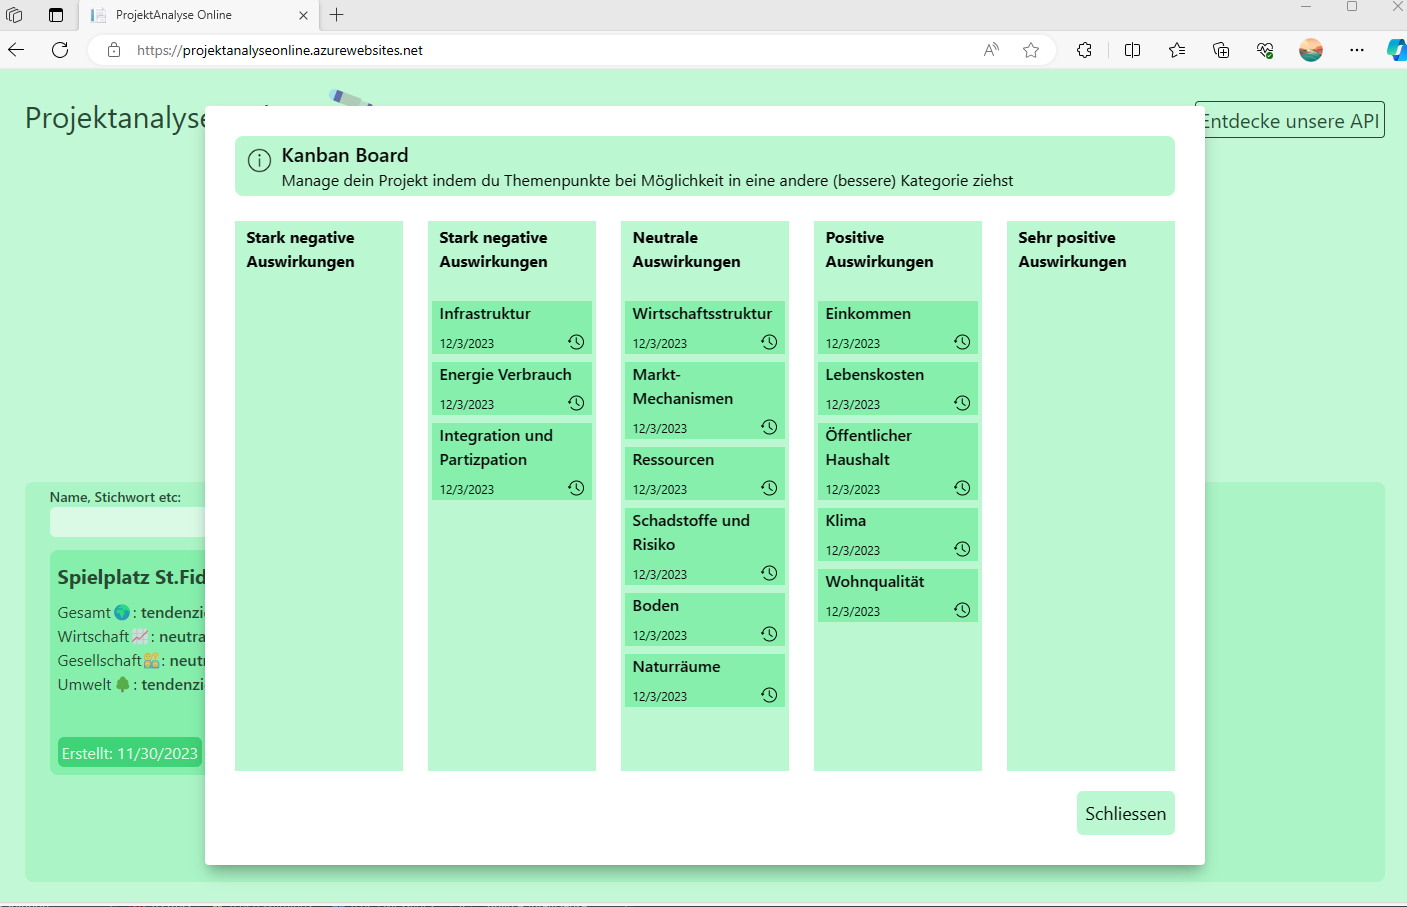 ProjektAnalyse Online
https://projektanalyseonline.azurewebsites.net
Projektanalyse
Entdecke unsere API
Kanban Board
Manage dein Projekt indem du Themenpunkte bei Möglichkeit in eine andere (bessere) Kategorie ziehst
Stark negative
Auswirkungen
Stark negative
Auswirkungen
Infrastruktur
12/3/2023
Energie Verbrauch
12/3/2023
Integration und
Partizpation
12/3/2023
Neutrale
Auswirkungen
Wirtschaftsstruktur
12/3/2023
Markt-
Mechanismen
12/3/2023
Ressourcen
12/3/2023
Schadstoffe und
Risiko
12/3/2023
Boden
12/3/2023
Naturräume
12/3/2023
Positive
Auswirkungen
Einkommen
12/3/2023
Lebenskosten
12/3/2023
Öffentlicher
Haushalt
12/3/2023
Klima
12/3/2023
Wohnqualität
12/3/2023
Sehr positive
Auswirkungen
Name, Stichwort etc:
Spielplatz St.Fid
Gesamt : tendenzi
Wirtschaft : neutra
Gesellschaft : neutr
Umwelt : tendenzi
Erstellt: 11/30/2023
Schliessen